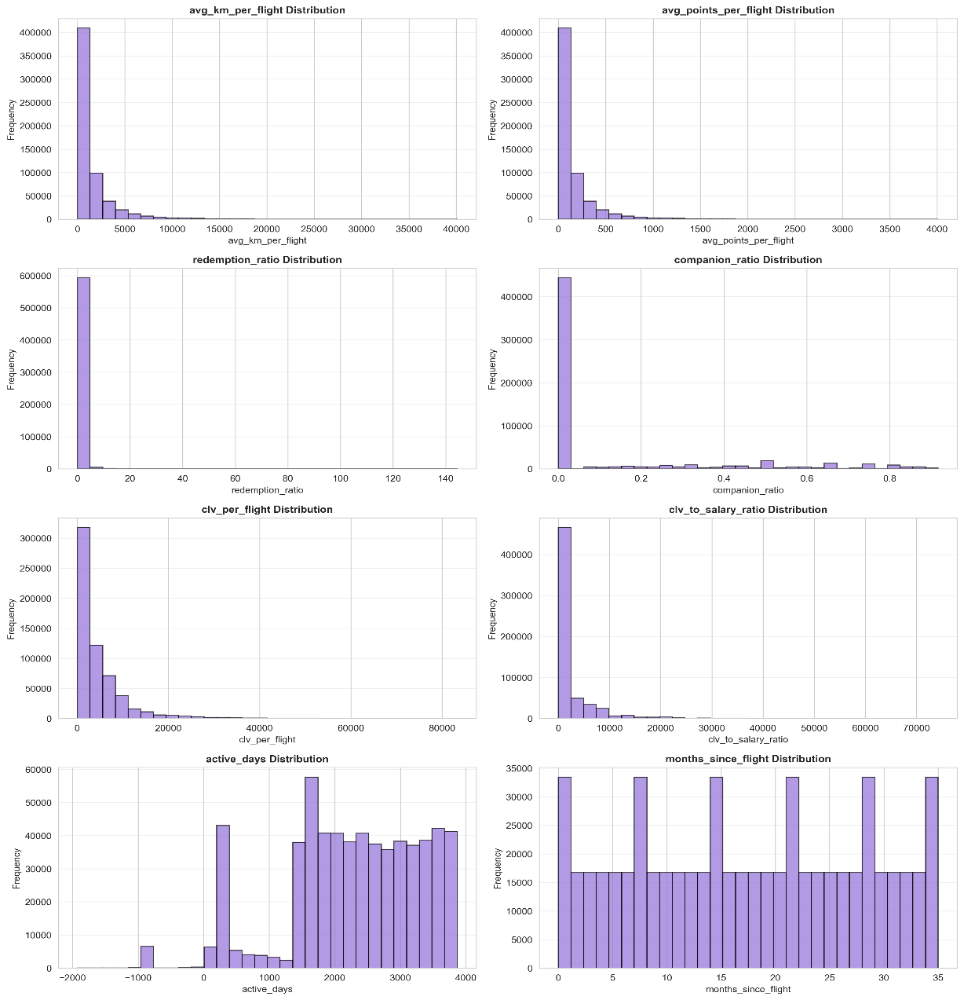 avg_km_per_flight Distribution
400000
350000
300000
250000
200000
150000
100000
50000
0
Frequency
0 5000 10000 15000 20000 25000 30000 35000 40000
avg_km_per_flight
avg_points_per_flight Distribution
400000
350000
300000
250000
200000
150000
100000
50000
0
Frequency
0 500 1000 1500 2000 2500 3000 3500 4000
avg_points_per_flight
redemption_ratio Distribution
600000
500000
400000
300000
200000
100000
0
Frequency
0 20 40 60 80 100 120 140
redemption_ratio
companion_ratio Distribution
400000
300000
200000
100000
0
Frequency
0.0 0.2 0.4 0.6 0.8
companion_ratio
clv_per_flight Distribution
300000
250000
200000
150000
100000
50000
0
Frequency
0 20000 40000 60000 80000
clv_per_flight
clv_to_salary_ratio Distribution
400000
300000
200000
100000
0
Frequency
0 10000 20000 30000 40000 50000 60000 70000
clv_to_salary_ratio
active_days Distribution
60000
50000
40000
30000
20000
10000
0
Frequency
−2000 −1000 0 1000 2000 3000 4000
active_days
months_since_flight Distribution
35000
30000
25000
20000
15000
10000
5000
0
Frequency
0 5 10 15 20 25 30 35
months_since_flight